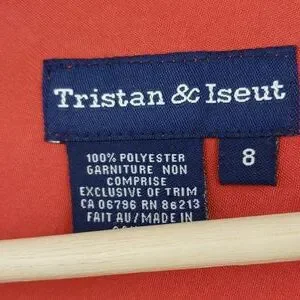 Tristan & Iseut
8
100% POLYESTER
GARNITURE NON
COMPRISE
EXCLUSIVE OF TRIM
CA 06796 RN 86213
FAIT AU/MADE IN